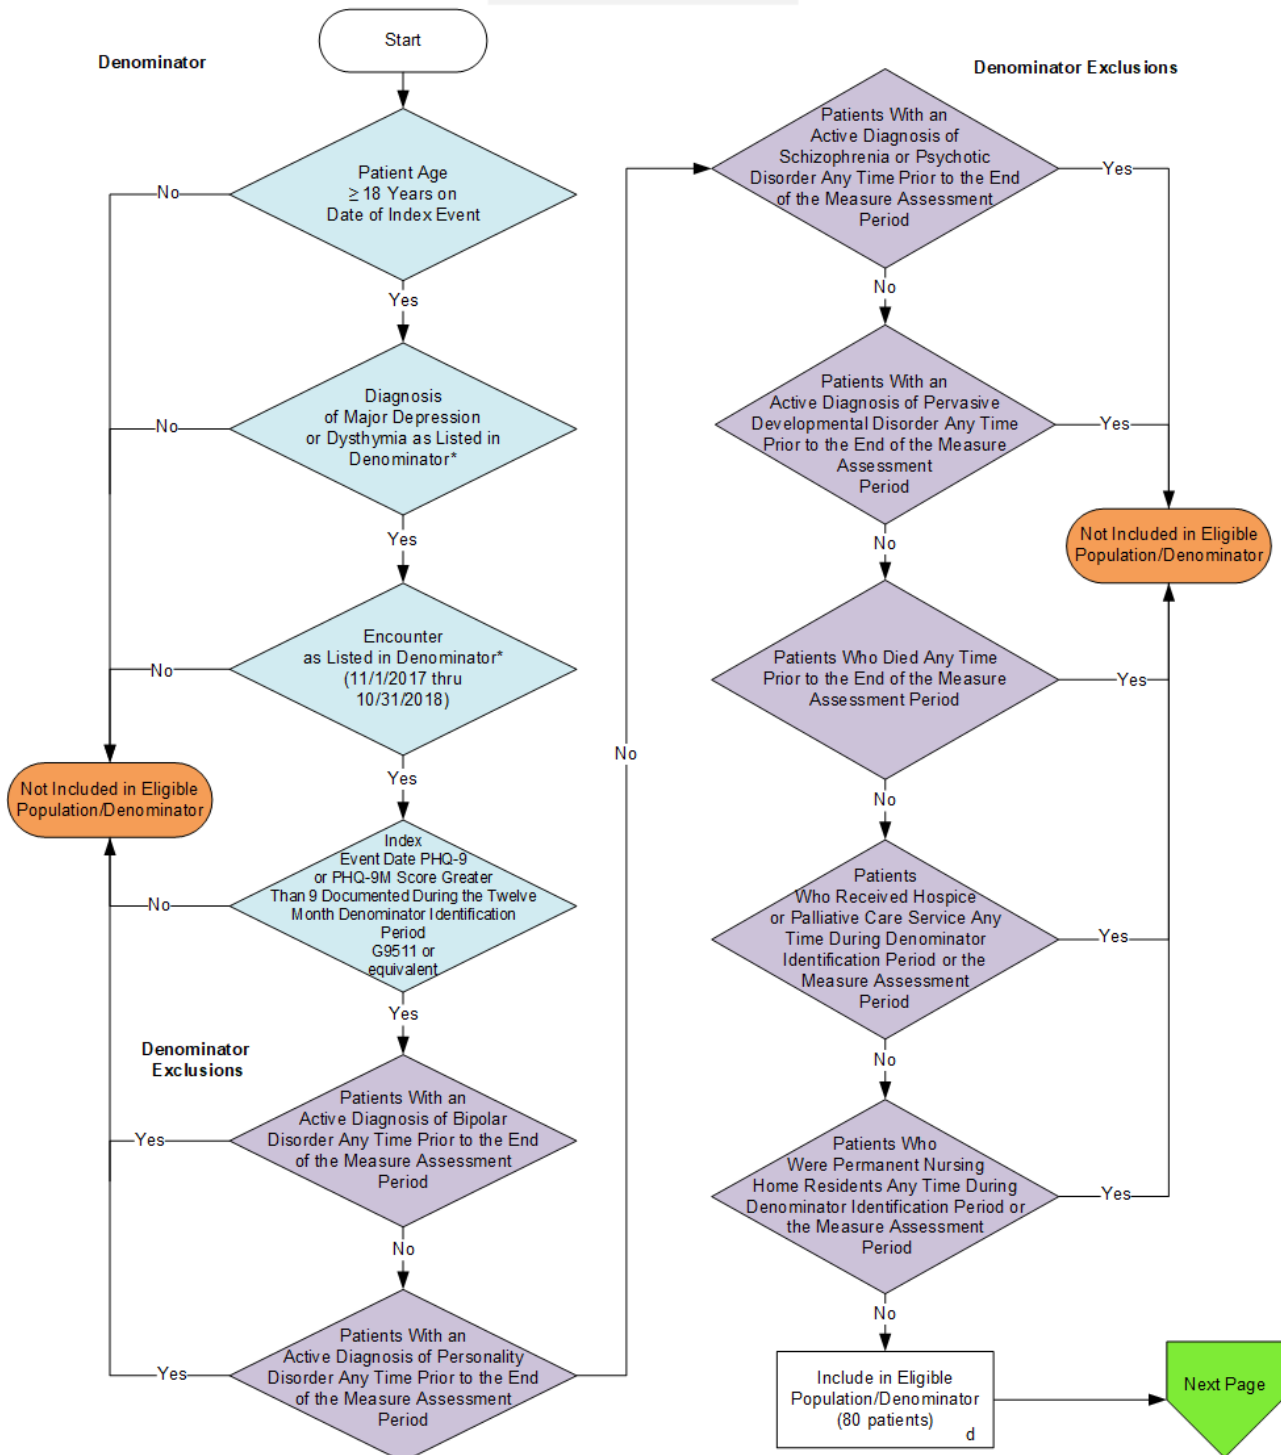 Start
Denominator
Patient Age
≥ 18 Years on
Date of Index Event
No
Yes
Diagnosis
of Major Depression
or Dysthymia as Listed in
Denominator*
No
Yes
Encounter
as Listed in Denominator*
(11/1/2017 thru
10/31/2018)
No
Yes
Not Included in Eligible
Population/Denominator
Index
Event Date PHQ-9
or PHQ-9M Score Greater
Than 9 Documented During the Twelve
Month Denominator Identification
Period
G9511 or
equivalent
No
Yes
Denominator
Exclusions
Patients With an
Active Diagnosis of Bipolar
Disorder Any Time Prior to the End
of the Measure Assessment
Period
Yes
No
Patients With an
Active Diagnosis of Personality
Disorder Any Time Prior to the End
of the Measure Assessment
Period
Yes
No
Denominator Exclusions
Patients With an
Active Diagnosis of
Schizophrenia or Psychotic
Disorder Any Time Prior to the End
of the Measure Assessment
Period
Yes
No
Patients With an
Active Diagnosis of Pervasive
Developmental Disorder Any Time
Prior to the End of the Measure
Assessment
Period
Yes
No
Not Included in Eligible
Population/Denominator
Patients Who Died Any Time
Prior to the End of the Measure
Assessment Period
Yes
No
Patients
Who Received Hospice
or Palliative Care Service Any
Time During Denominator
Identification Period or the
Measure Assessment
Period
Yes
No
Patients Who
Were Permanent Nursing
Home Residents Any Time During
Denominator Identification Period or
the Measure Assessment
Period
Yes
No
Include in Eligible
Population/Denominator
(80 patients)
d
Next Page